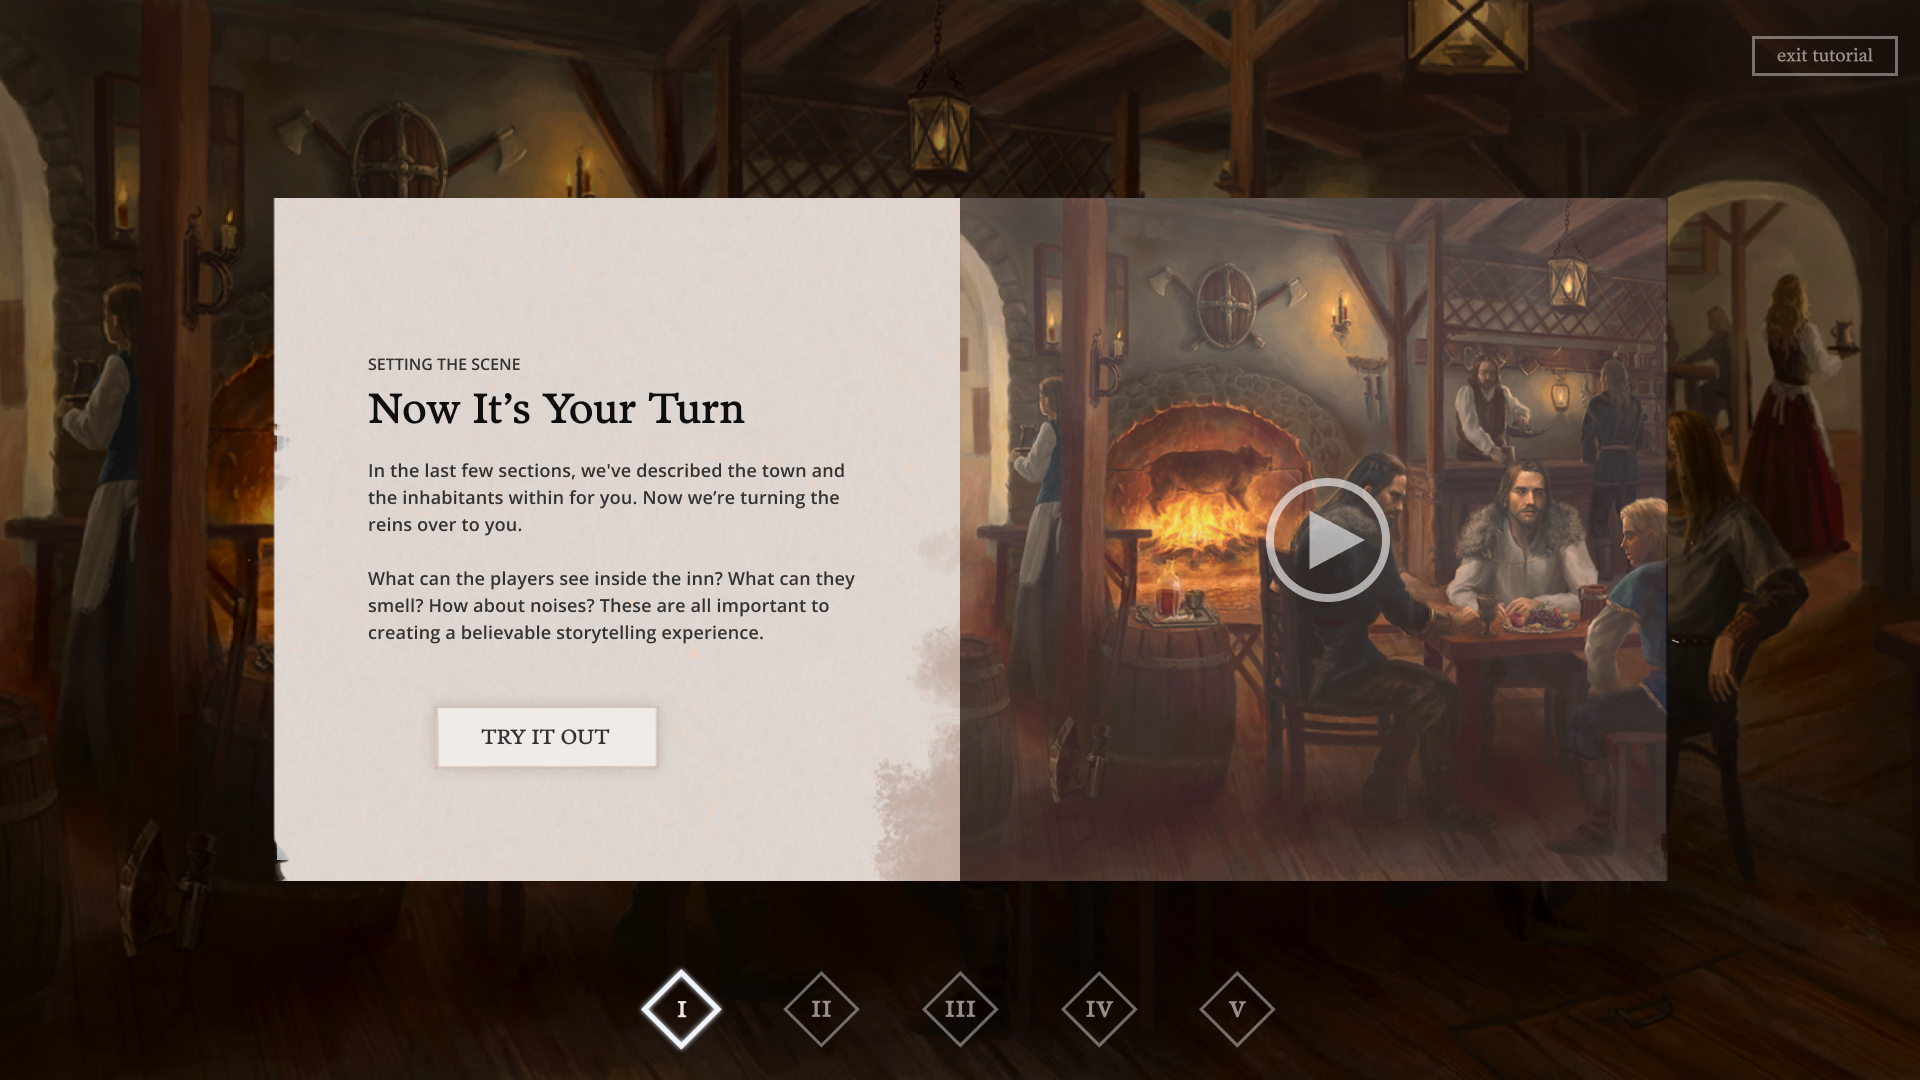 exit tutorial
SETTING THE SCENE
Now It’s Your Turn
In the last few sections, we've described the town and
the inhabitants within for you. Now we’re turning the
reins over to you.
What can the players see inside the inn? What can they
smell? How about noises? These are all important to
creating a believable storytelling experience.
TRY IT OUT
I II III IV V